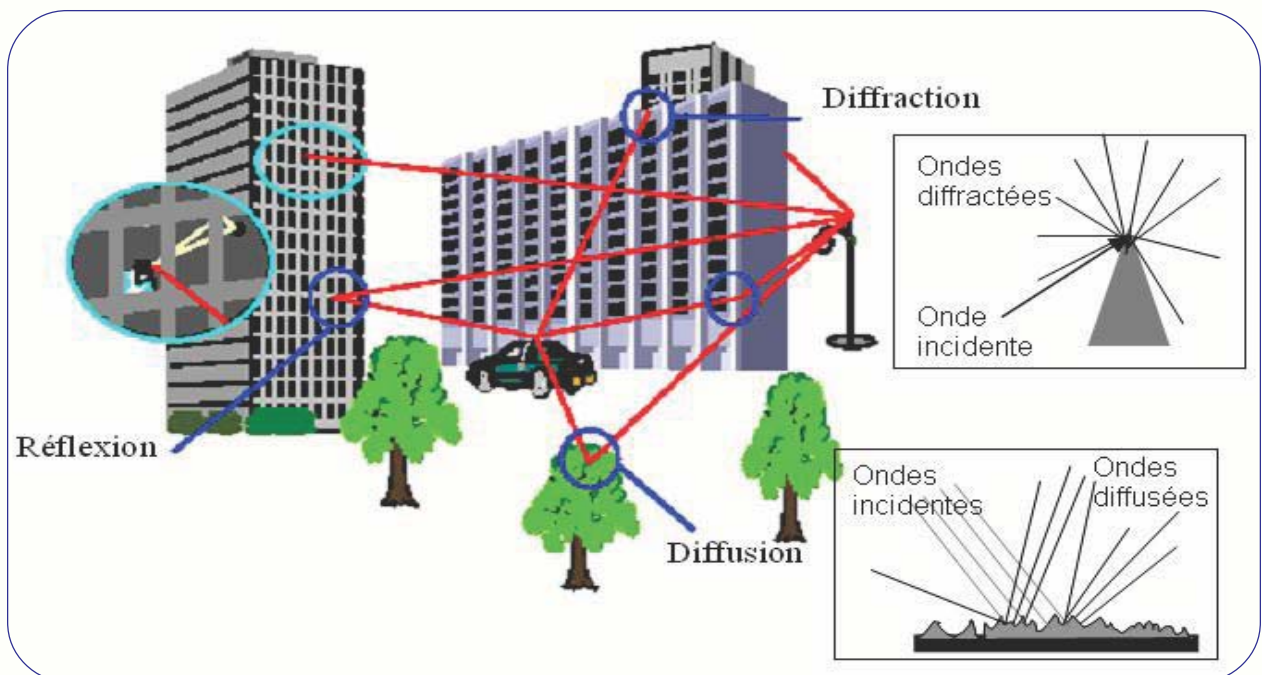 Diffraction
Ondes
diffractées
Onde
incidente
Réflexion
Diffusion
Ondes
incidentes
Ondes
diffusées